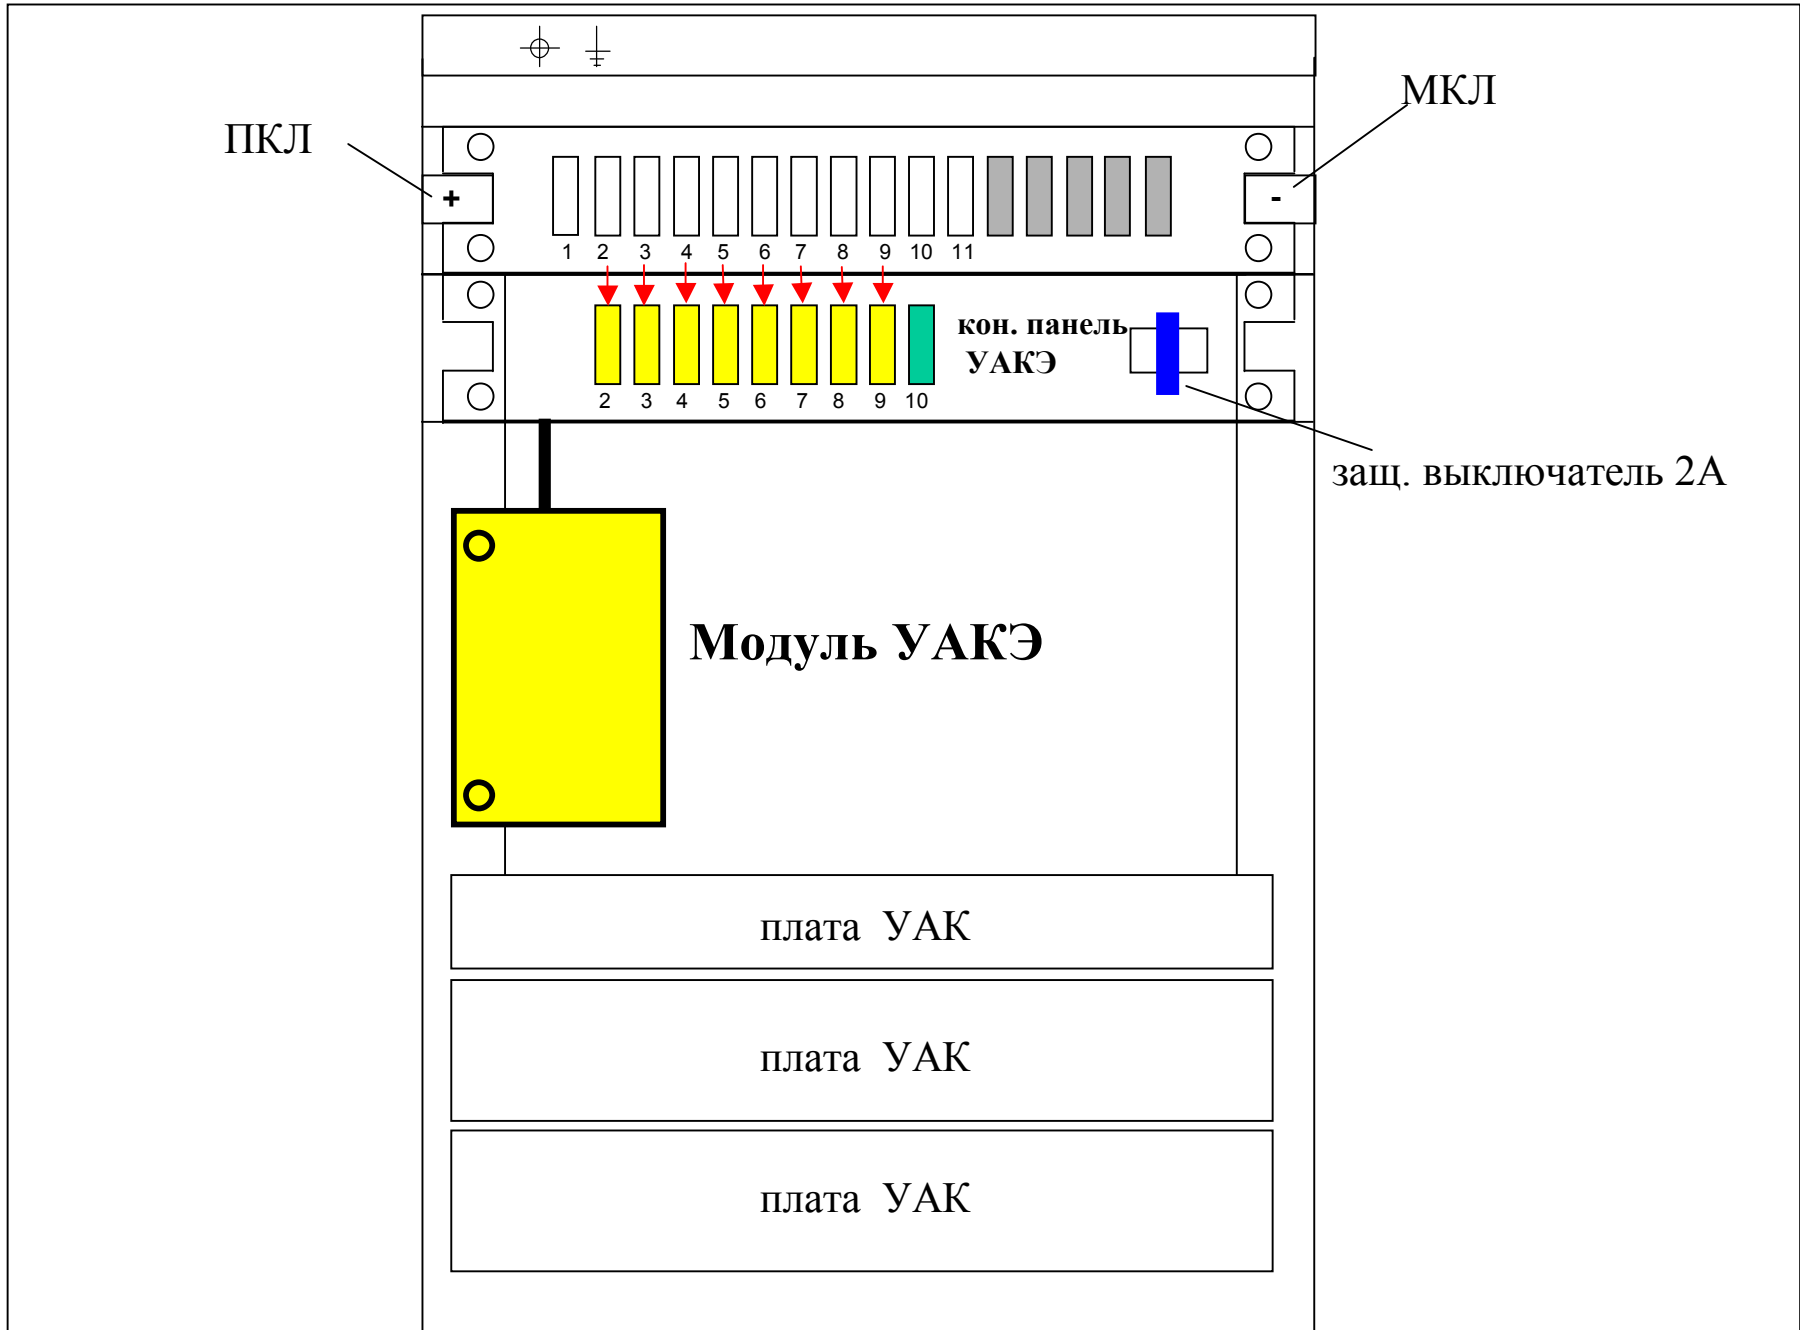 МКЛ
ПКЛ
+
-
1 2 3 4 5 6 7 8 9 10 11
кон. панель
УАКЭ
2 3 4 5 6 7 8 9 10
защ. выключатель 2А
Модуль УАКЭ
плата УАК
плата УАК
плата УАК